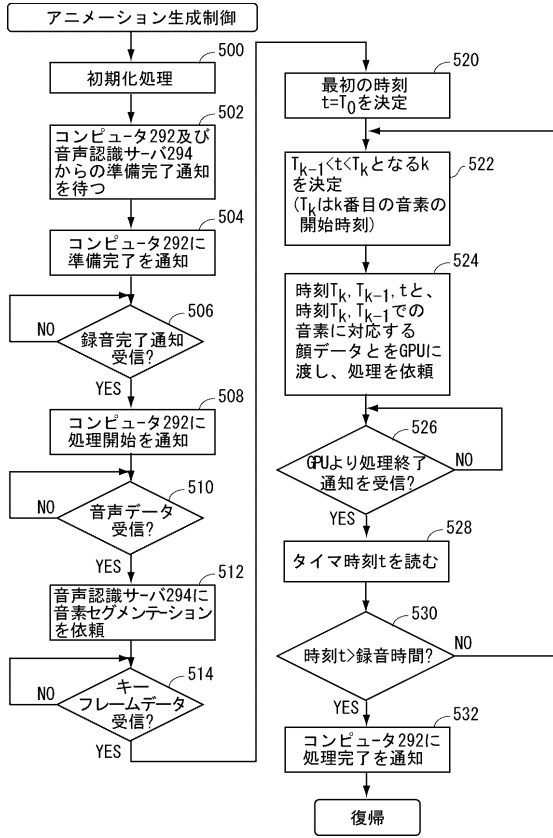 アニメーション生成制御
500
初期化処理
502
コンピュータ292及び
音声認識サーバ294
からの準備完了通知
を待つ
504
コンピュータ292に
準備完了を通知
506
録音完了通知
受信?
NO
YES
508
コンピュータ292に
処理開始を通知
510
音声データ
受信?
NO
YES
512
音声認識サーバ294に
音素セグメンテーション
を依頼
514
キー
フレームデータ
受信?
NO
YES
520
最初の時刻
t=T0を決定
522
Tk-1<t<Tkとなるk
を決定
(Tkはk番目の音素の
開始時刻)
524
時刻Tk, Tk-1, tと、
時刻Tk, Tk-1での
音素に対応する
顔データとをGPUに
渡し、処理を依頼
526
GPUより処理終了
通知を受信?
NO
YES
528
タイマ時刻tを読む
530
時刻t>録音時間?
NO
YES
532
コンピュータ292に
処理完了を通知
復帰